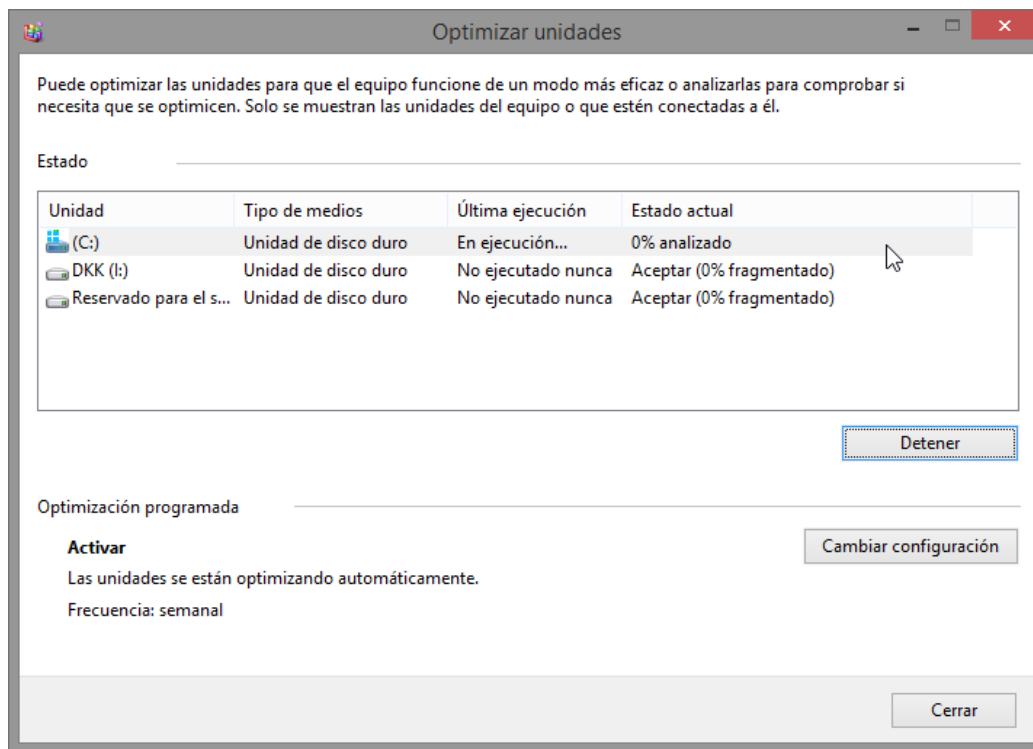 Optimizar unidades
Puede optimizar las unidades para que el equipo funcione de un modo más eficaz o analizarlas para comprobar si
necesita que se optimicen. Solo se muestran las unidades del equipo o que estén conectadas a él.
Estado
Unidad Tipo de medios Última ejecución Estado actual
(C:) Unidad de disco duro En ejecución... 0% analizado
DKK (I:) Unidad de disco duro No ejecutado nunca Aceptar (0% fragmentado)
Reservado para el s... Unidad de disco duro No ejecutado nunca Aceptar (0% fragmentado)
Detener
Optimización programada
Activar
Cambiar configuración
Las unidades se están optimizando automáticamente.
Frecuencia: semanal
Cerrar